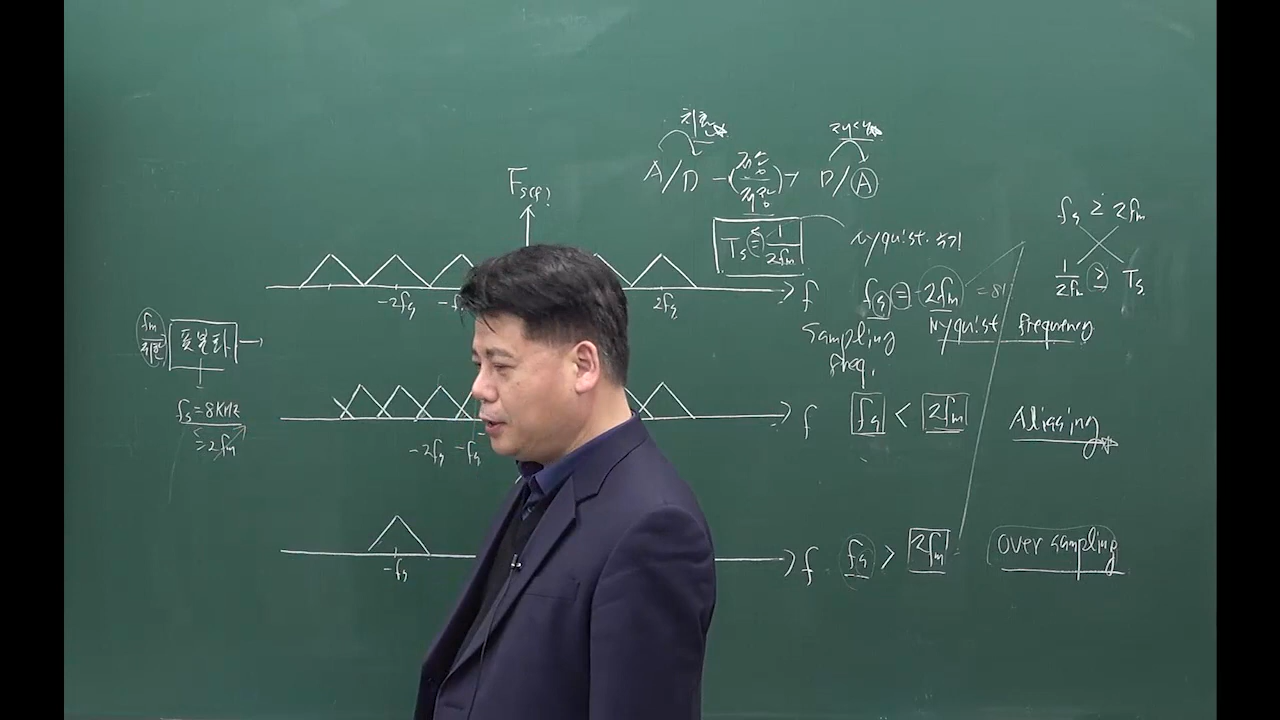 A/D → D/A
F_s(f)
T_s ≤ 1/2f_m
Nyquist 주기
f_s ≥ 2f_m
1/2f_m ≥ T_s
-2f_s
2f_s
f
f_s = 2f_m = 8k
Sampling freq.
Nyquist frequency
f_m
표본화
f_s = 8KHz
= 2f_m
-2f_s -f_s
f
f_s < 2f_m
Aliasing
-f_s
f
f_s > 2f_m
over sampling